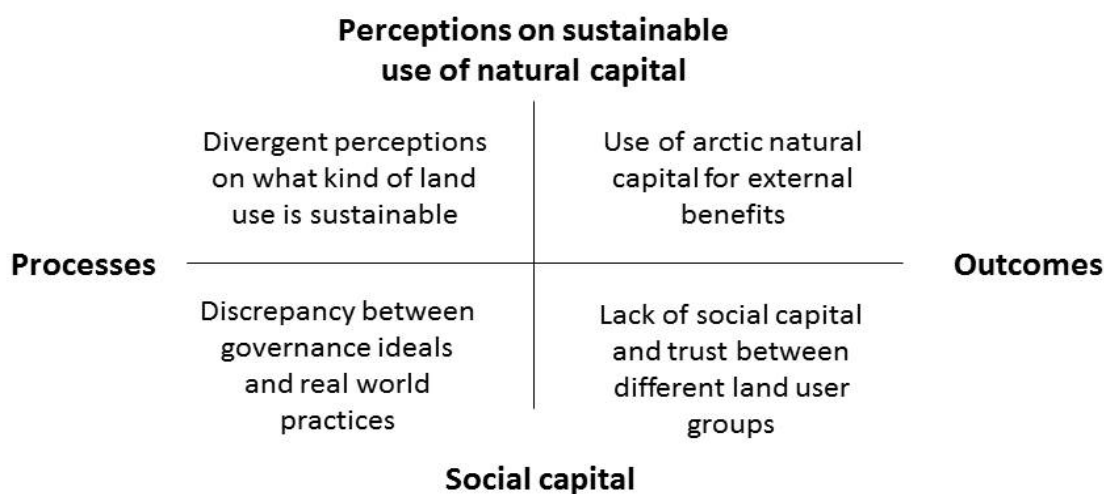 Perceptions on sustainable
use of natural capital
Divergent perceptions
on what kind of land
use is sustainable
Use of arctic natural
capital for external
benefits
Processes
Outcomes
Discrepancy between
governance ideals
and real world
practices
Lack of social capital
and trust between
different land user
groups
Social capital